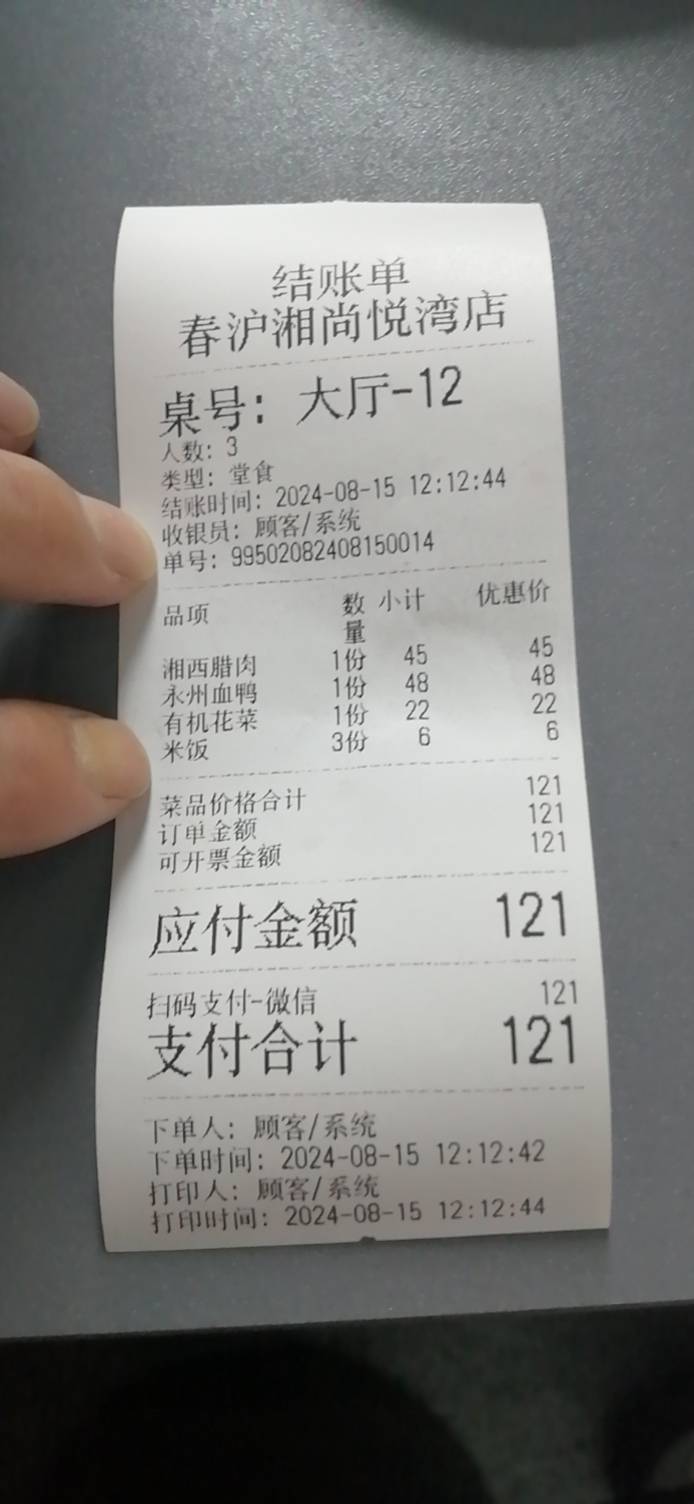 结账单
春沪湘尚悦湾店
桌号：大厅-12
人数：3
类型：堂食
结账时间：2024-08-15 12:12:44
收银员：顾客/系统
单号：99502082408150014
品项 数量 小计 优惠价
湘西腊肉 1份 45 45
永州血鸭 1份 48 48
有机花菜 1份 22 22
米饭 3份 6 6
菜品价格合计 121
订单金额 121
可开票金额 121
应付金额 121
扫码支付-微信 121
支付合计 121
下单人：顾客/系统
下单时间：2024-08-15 12:12:42
打印人：顾客/系统
打印时间：2024-08-15 12:12:44